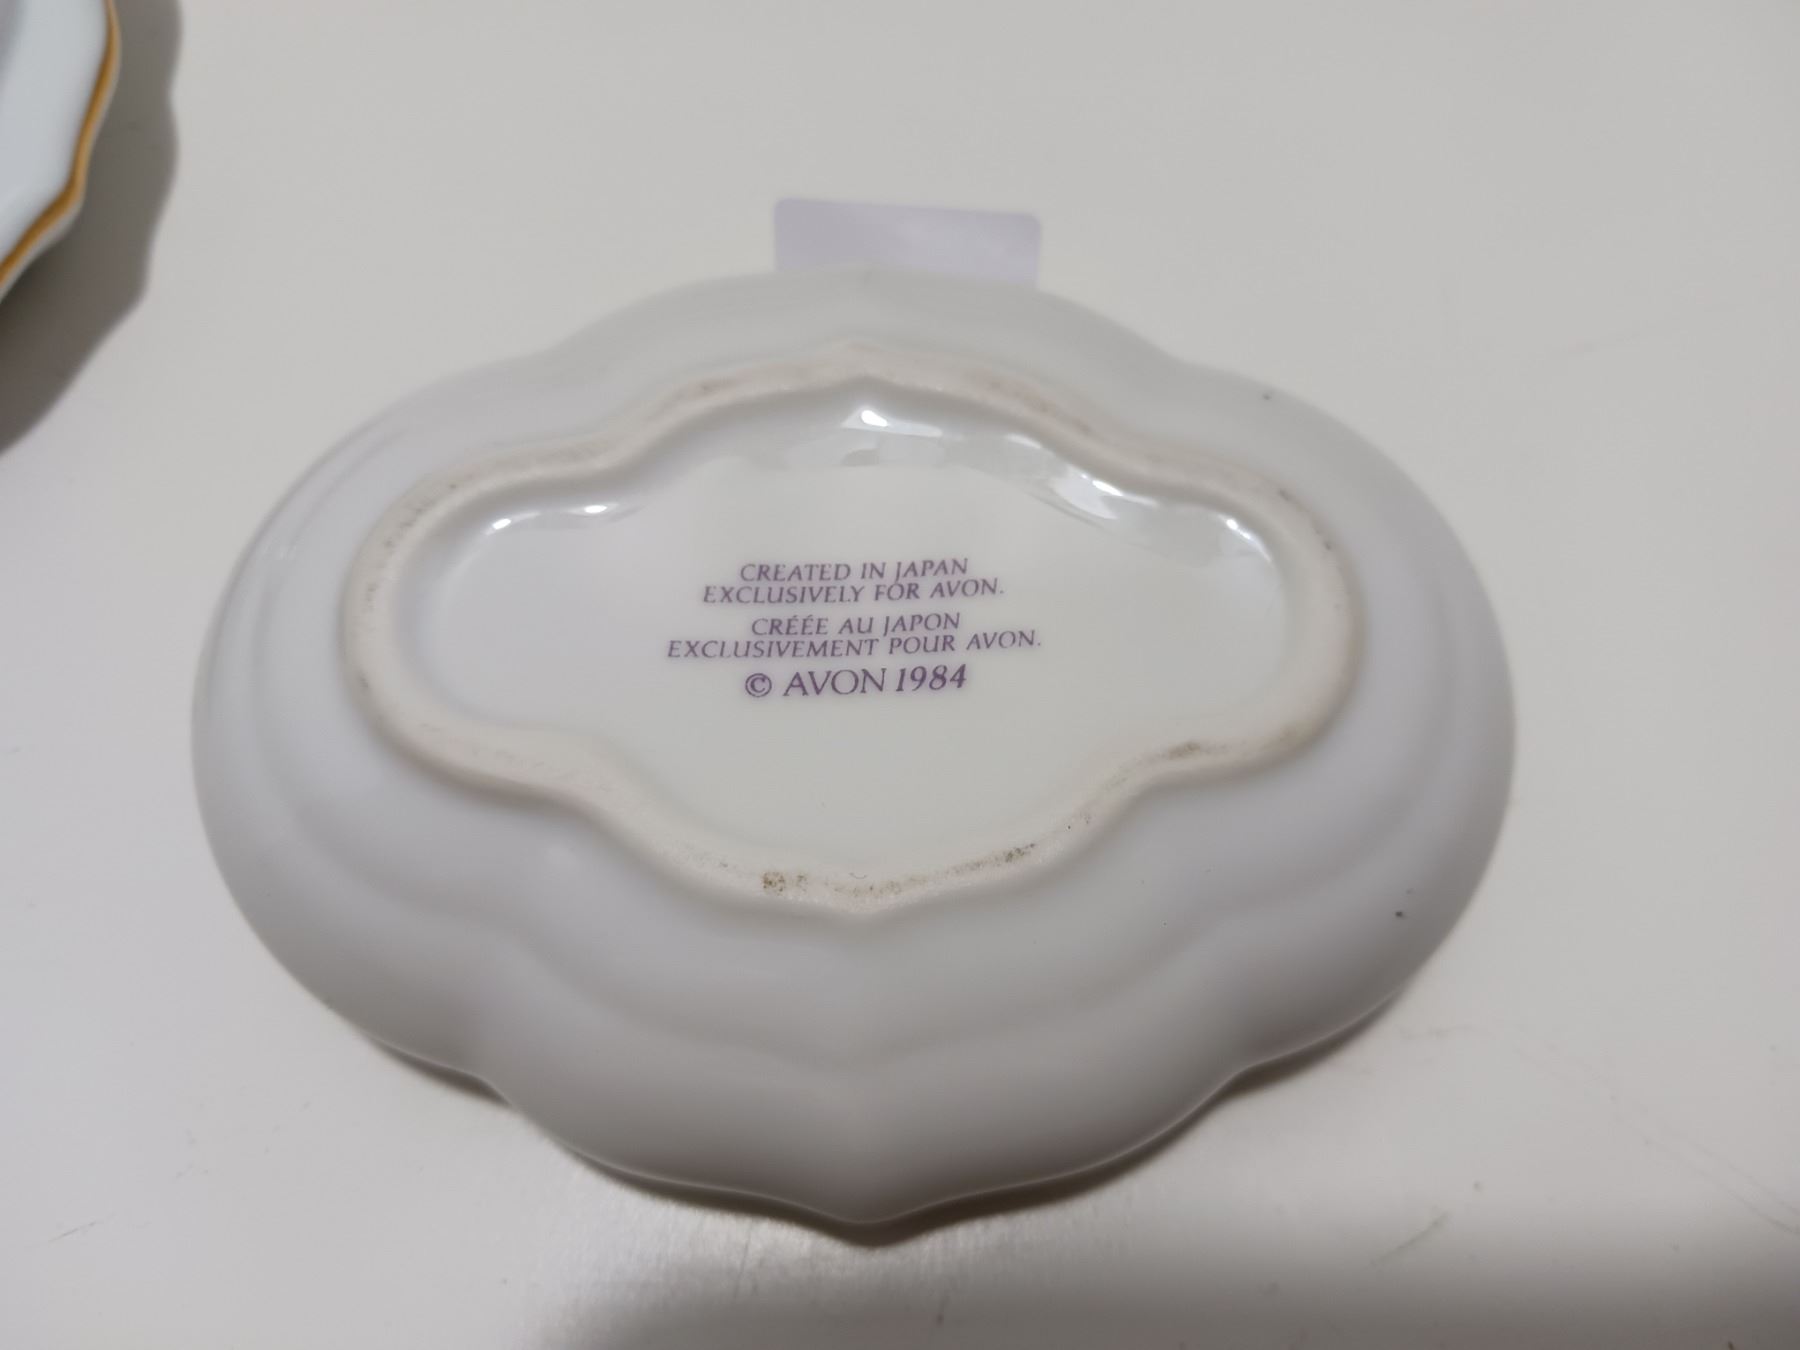 CREATED IN JAPAN
EXCLUSIVELY FOR AVON.
CRÉÉE AU JAPON
EXCLUSIVEMENT POUR AVON.
© AVON 1984